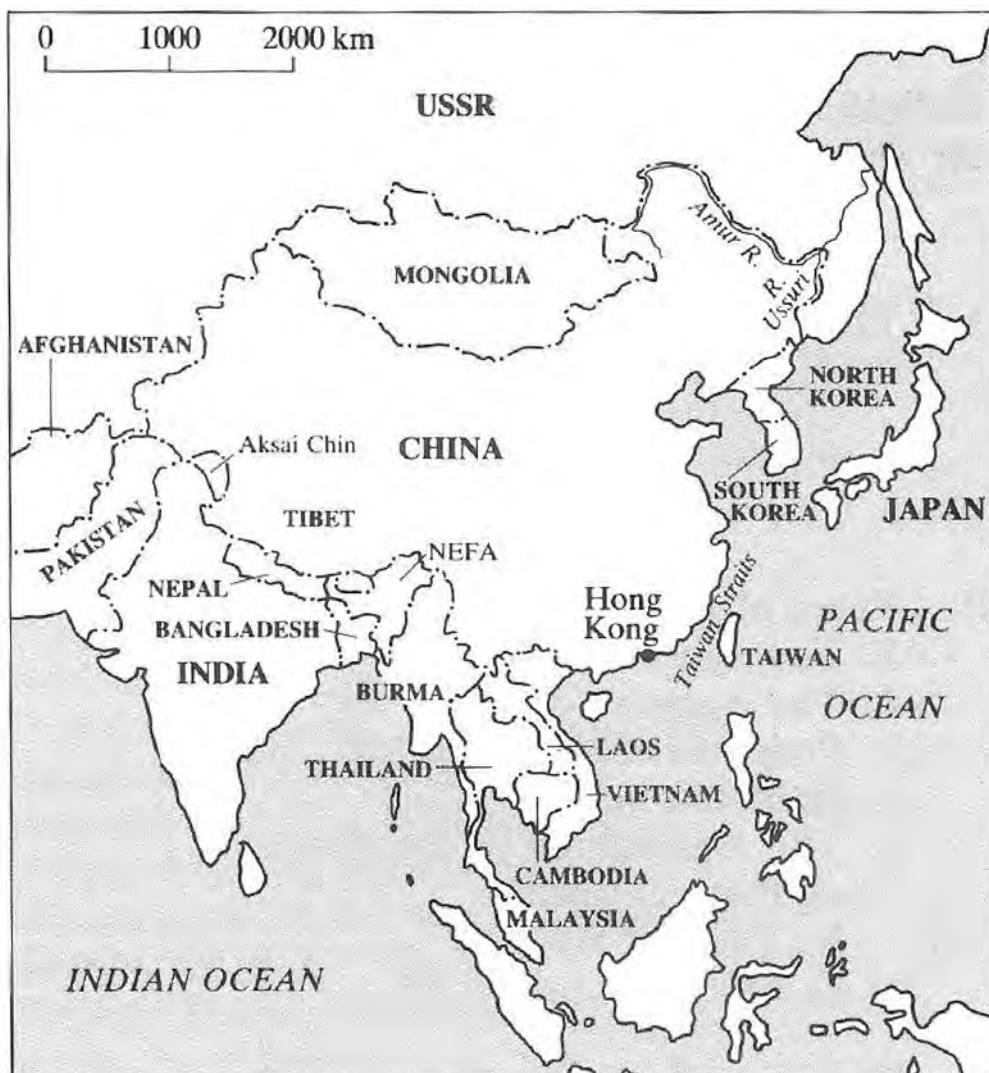 0 1000 2000 km
USSR
Amur R.
R.
Ussuri
MONGOLIA
AFGHANISTAN
NORTH
KOREA
Aksai Chin
CHINA
SOUTH
KOREA
JAPAN
TIBET
PAKISTAN
NEFA
NEPAL
Hong
Kong
Taiwan Straits
PACIFIC
BANGLADESH
INDIA
TAIWAN
BURMA
OCEAN
LAOS
THAILAND
VIETNAM
CAMBODIA
MALAYSIA
INDIAN OCEAN